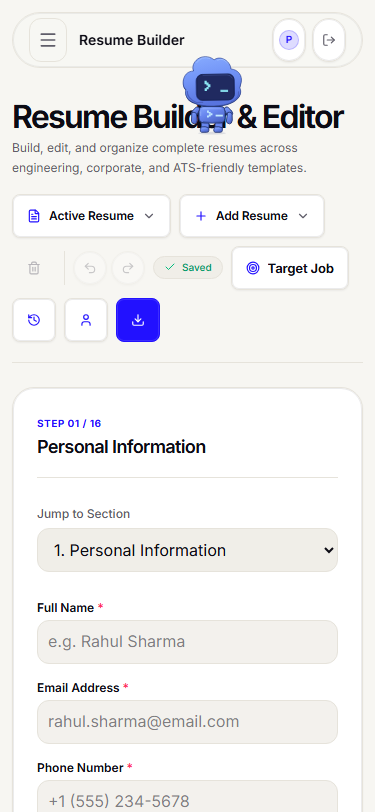 Resume Builder
P
Resume Builder & Editor
Build, edit, and organize complete resumes across
engineering, corporate, and ATS-friendly templates.
Active Resume
Add Resume
Saved
Target Job
STEP 01 / 16
Personal Information
Jump to Section
1. Personal Information
Full Name *
e.g. Rahul Sharma
Email Address *
rahul.sharma@email.com
Phone Number *
+1 (555) 234-5678